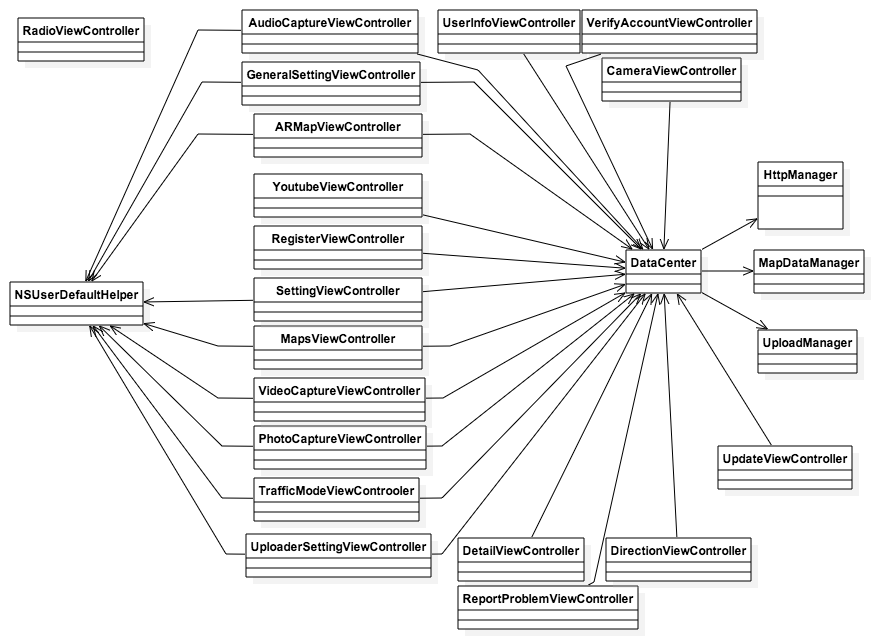 RadioViewController
AudioCaptureViewController
UserInfoViewController
VerifyAccountViewController
GeneralSettingViewController
CameraViewController
ARMapViewController
YoutubeViewController
HttpManager
RegisterViewController
DataCenter
MapDataManager
NSUserDefaultHelper
SettingViewController
MapsViewController
UploadManager
VideoCaptureViewController
PhotoCaptureViewController
UpdateViewController
TrafficModeViewControoler
UploaderSettingViewController
DetailViewController
DirectionViewController
ReportProblemViewController